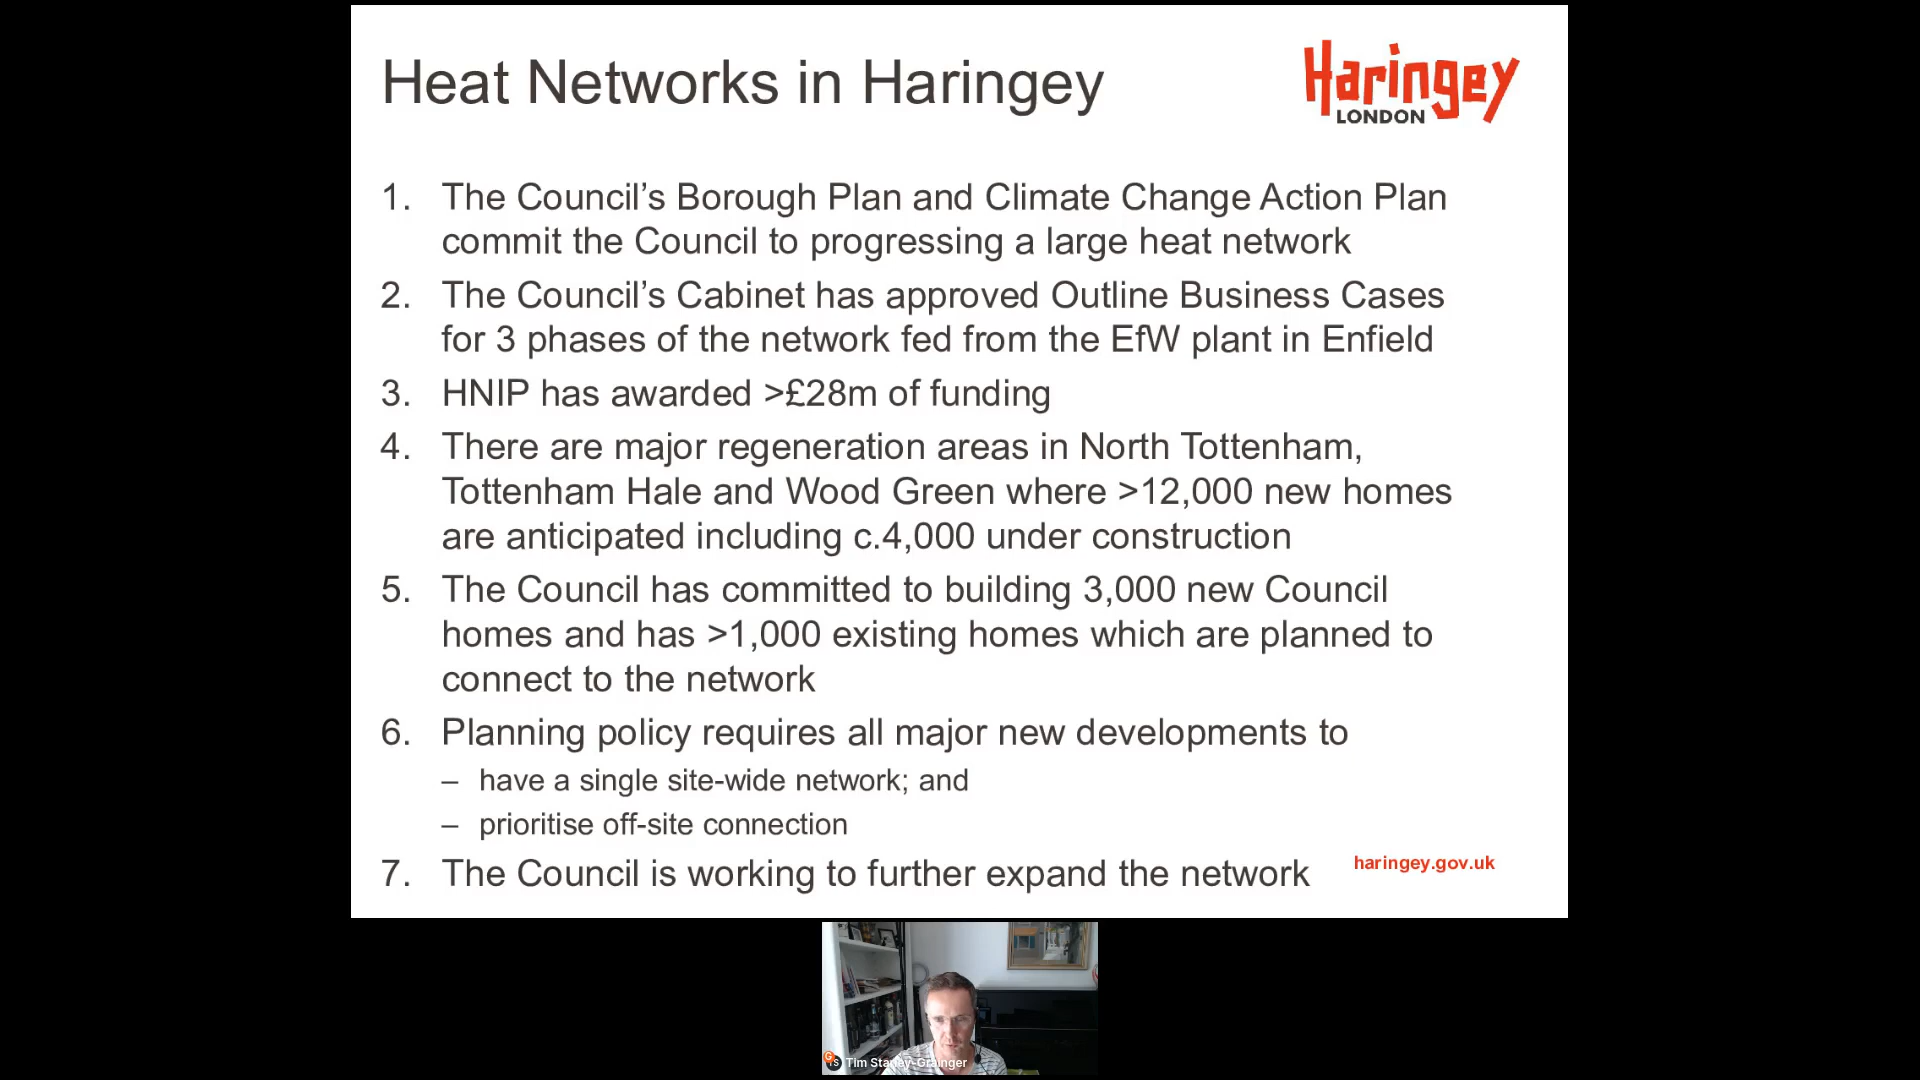 Heat Networks in Haringey
Haringey
LONDON
1. The Council’s Borough Plan and Climate Change Action Plan
commit the Council to progressing a large heat network
2. The Council’s Cabinet has approved Outline Business Cases
for 3 phases of the network fed from the EfW plant in Enfield
3. HNIP has awarded >£28m of funding
4. There are major regeneration areas in North Tottenham,
Tottenham Hale and Wood Green where >12,000 new homes
are anticipated including c.4,000 under construction
5. The Council has committed to building 3,000 new Council
homes and has >1,000 existing homes which are planned to
connect to the network
6. Planning policy requires all major new developments to
– have a single site-wide network; and
– prioritise off-site connection
7. The Council is working to further expand the network
haringey.gov.uk
G
TS
Tim Starley-Grainger